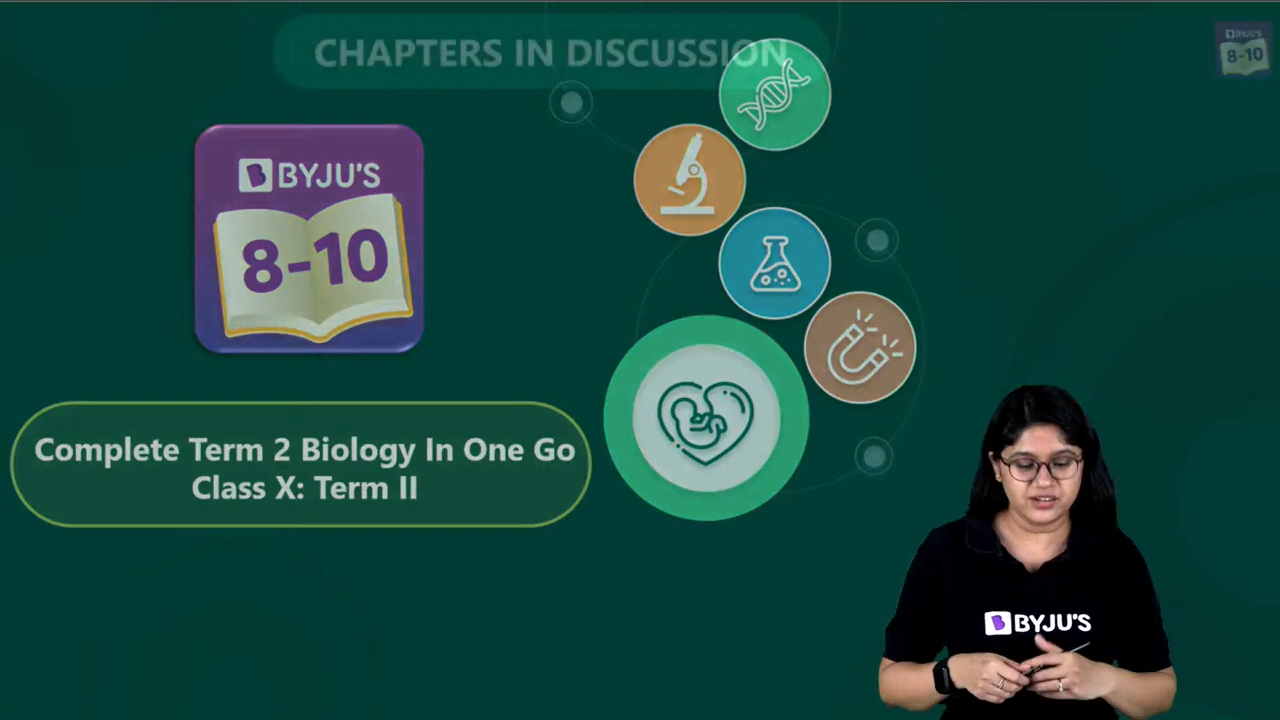 CHAPTERS IN DISCUSSION
BYJU'S
8-10
BYJU'S
8-10
Complete Term 2 Biology In One Go
Class X: Term II
BYJU'S